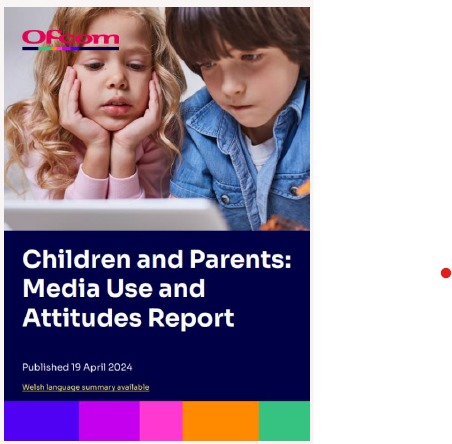 Ofcom
Children and Parents:
Media Use and
Attitudes Report
Published 19 April 2024
Welsh language summary available